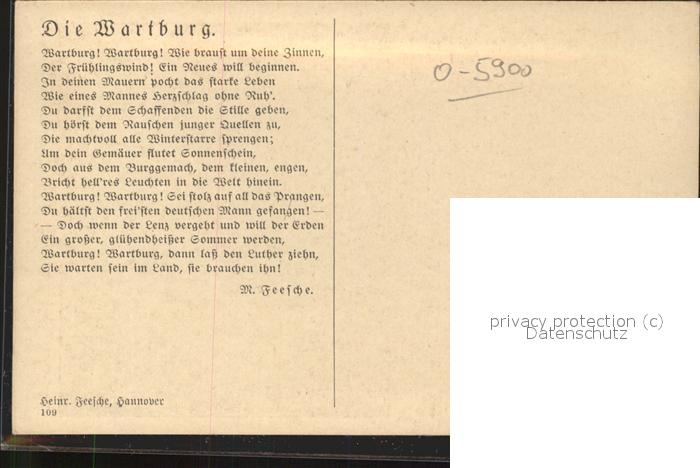 Die Wartburg.
Wartburg! Wartburg! Wie braust um deine Zinnen,
Der Frühlingswind! Ein Neues will beginnen.
In deinen Mauern pocht das starke Leben
Wie eines Mannes Herzschlag ohne Ruh'.
Du darfst dem Schaffenden die Stille geben,
Du hörst dem Rauschen junger Quellen zu,
Die machtvoll alle Winterstarre sprengen;
Um dein Gemäuer flutet Sonnenschein,
Doch aus dem Burggemach, dem kleinen, engen,
Bricht hell'res Leuchten in die Welt hinein.
Wartburg! Wartburg! Sei stolz auf all das Prangen,
Du hältst den frei'sten deutschen Mann gefangen! —
— Doch wenn der Lenz vergeht und will der Erden
Ein großer, glühendheißer Sommer werden,
Wartburg! Wartburg, dann laß den Luther ziehn,
Sie warten sein im Land, sie brauchen ihn!
M. Feesche.
Heinr. Feesche, Hannover
109
O-5900
privacy protection (c)
Datenschutz